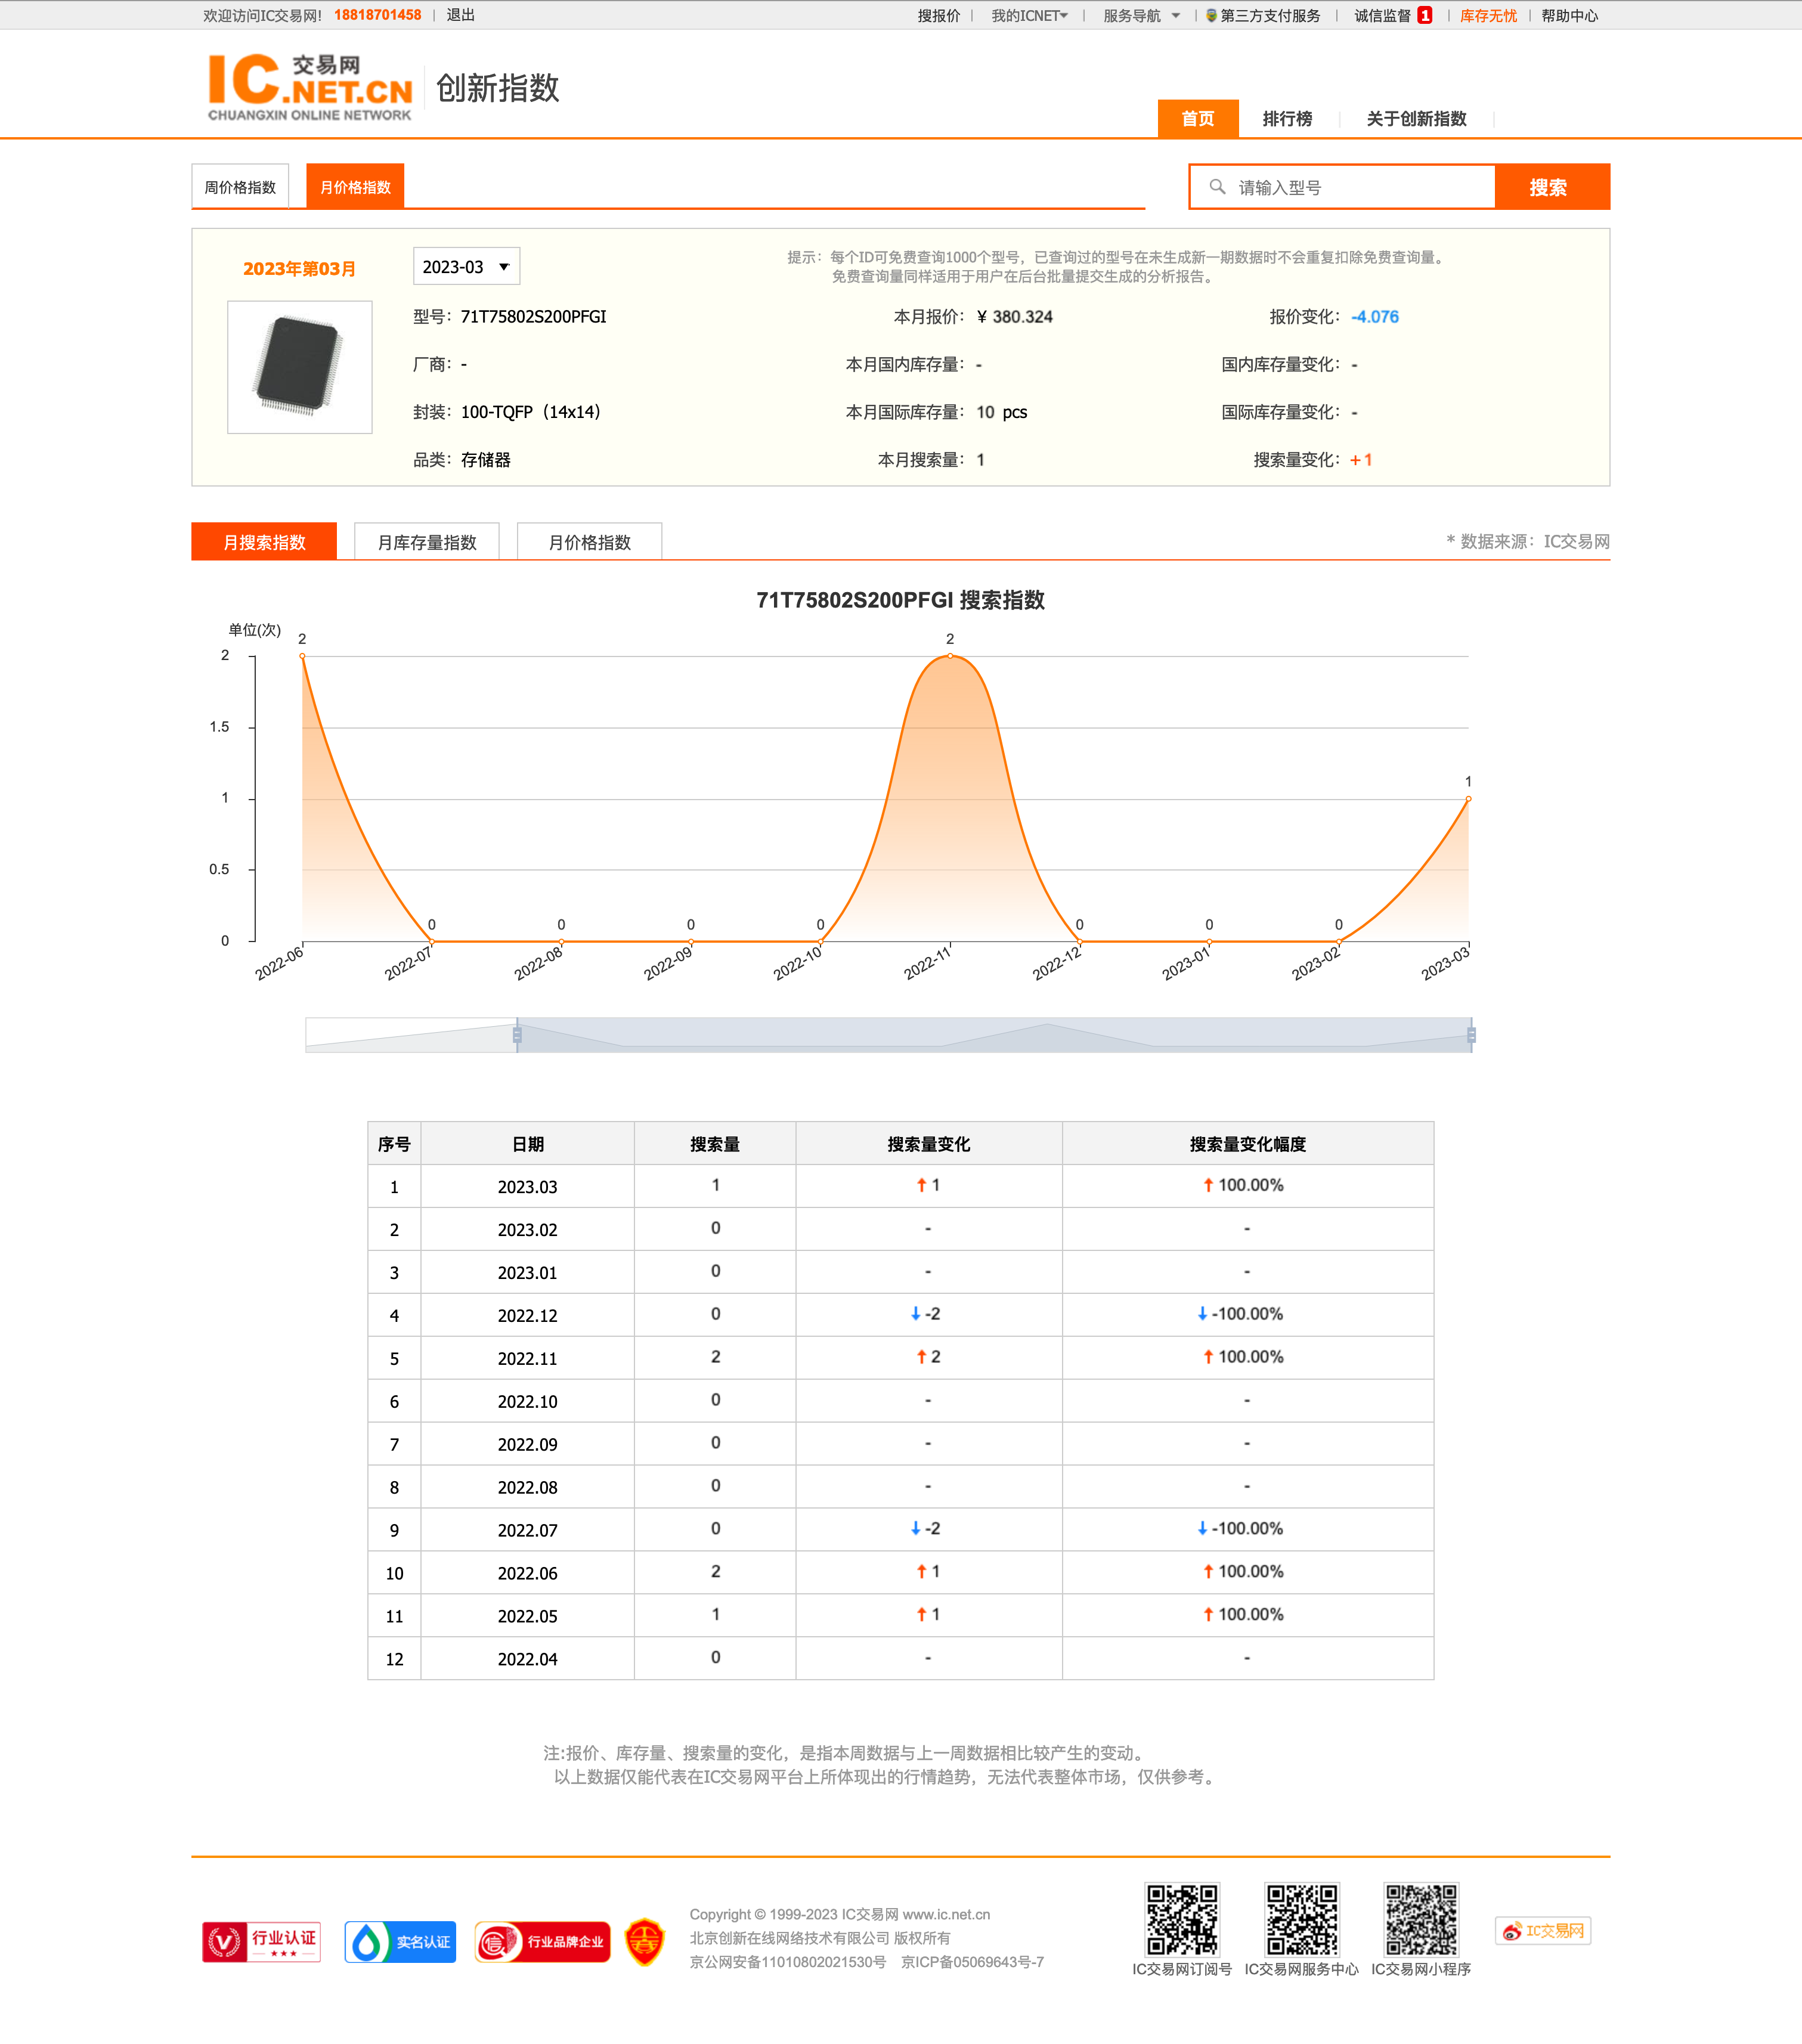 欢迎访问IC交易网! 18818701458 | 退出
搜报价 | 我的ICNET | 服务导航 | 第三方支付服务 | 诚信监督 1 | 库存无忧 | 帮助中心
IC 交易网
.NET.CN
CHUANGXIN ONLINE NETWORK
创新指数
首页 排行榜 关于创新指数
周价格指数 月价格指数
请输入型号 搜索
2023年第03月 2023-03
提示：每个ID可免费查询1000个型号，已查询过的型号在未生成新一期数据时不会重复扣除免费查询量。
免费查询量同样适用于用户在后台批量提交生成的分析报告。
型号：71T75802S200PFGI 本月报价：¥ 380.324 报价变化：-4.076
厂商：- 本月国内库存量：- 国内库存量变化：-
封装：100-TQFP（14x14） 本月国际库存量：10 pcs 国际库存量变化：-
品类：存储器 本月搜索量：1 搜索量变化：+1
月搜索指数 月库存量指数 月价格指数 * 数据来源：IC交易网
71T75802S200PFGI 搜索指数
单位(次)
2 2
2
1.5
1 1
0.5
0 0 0 0 0 0 0
0
2022-06 2022-07 2022-08 2022-09 2022-10 2022-11 2022-12 2023-01 2023-02 2023-03
序号 日期 搜索量 搜索量变化 搜索量变化幅度
1 2023.03 1 ↑ 1 ↑ 100.00%
2 2023.02 0 - -
3 2023.01 0 - -
4 2022.12 0 ↓ -2 ↓ -100.00%
5 2022.11 2 ↑ 2 ↑ 100.00%
6 2022.10 0 - -
7 2022.09 0 - -
8 2022.08 0 - -
9 2022.07 0 ↓ -2 ↓ -100.00%
10 2022.06 2 ↑ 1 ↑ 100.00%
11 2022.05 1 ↑ 1 ↑ 100.00%
12 2022.04 0 - -
注:报价、库存量、搜索量的变化，是指本周数据与上一周数据相比较产生的变动。
以上数据仅能代表在IC交易网平台上所体现出的行情趋势，无法代表整体市场，仅供参考。
行业认证
实名认证
信 行业品牌企业
Copyright © 1999-2023 IC交易网 www.ic.net.cn
北京创新在线网络技术有限公司 版权所有
京公网安备11010802021530号 京ICP备05069643号-7
IC交易网订阅号 IC交易网服务中心 IC交易网小程序
IC交易网